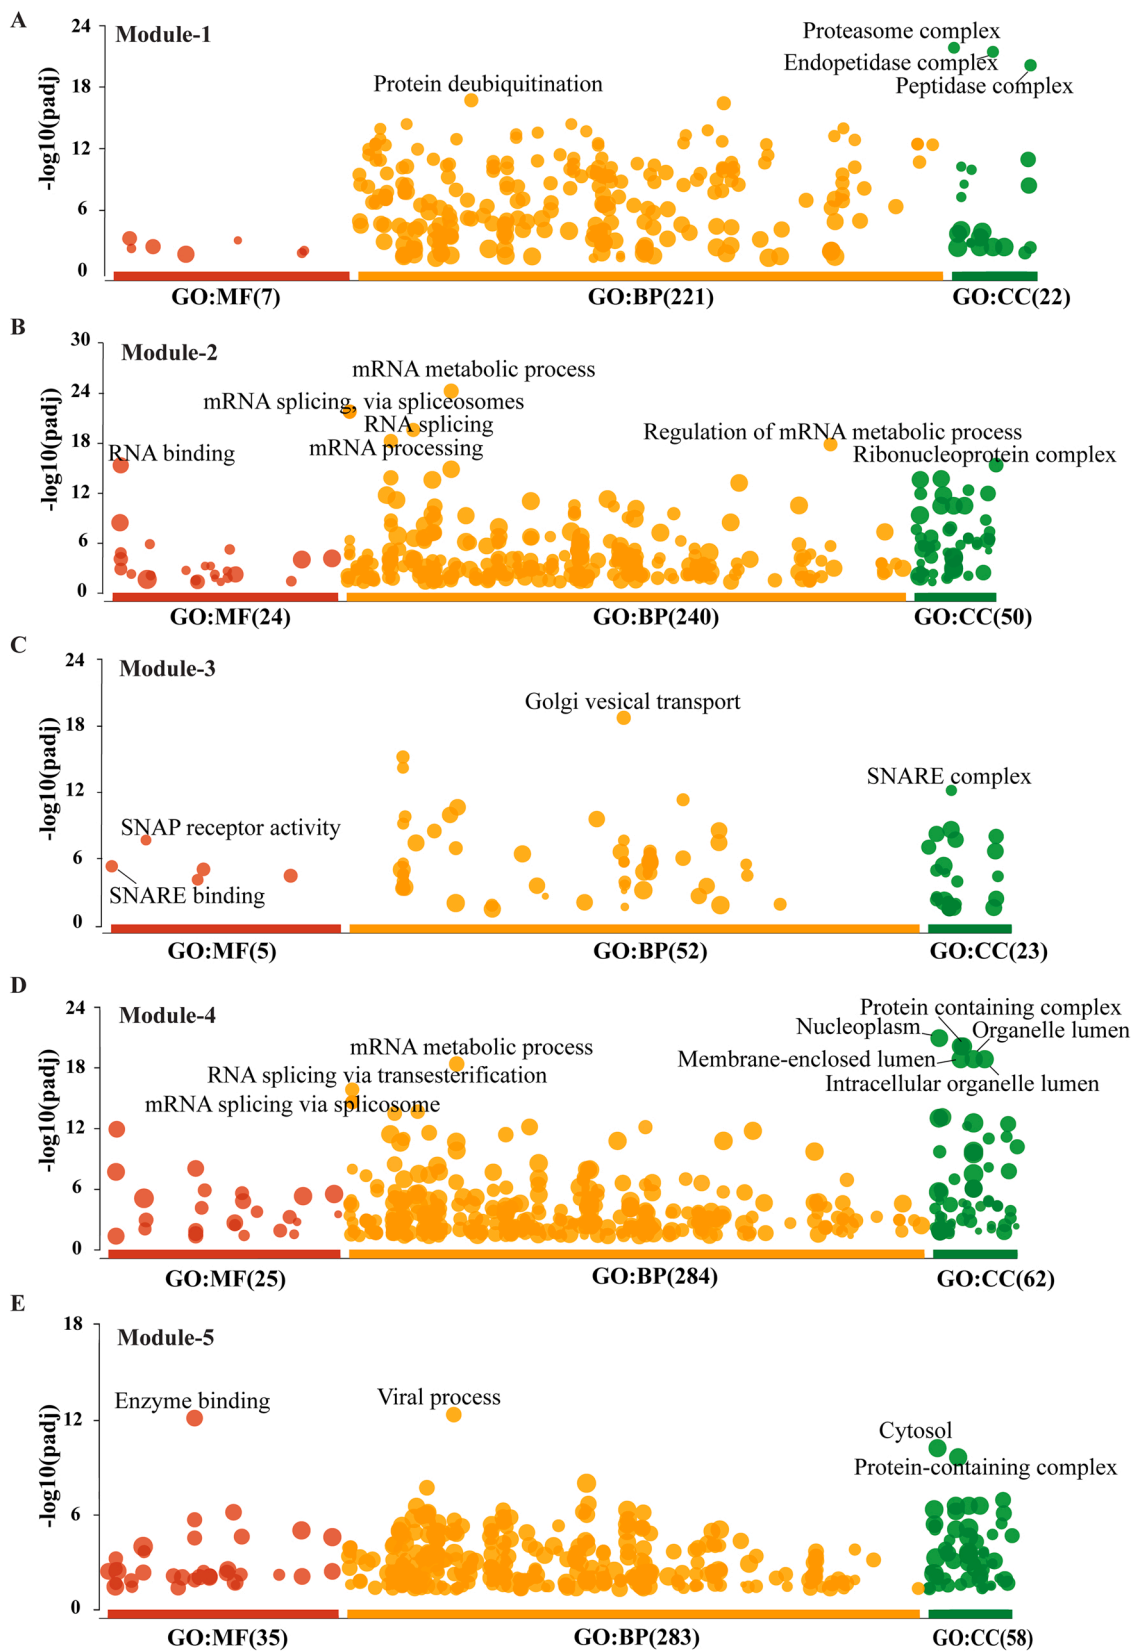 A
Module-1
24
18
12
6
0
-log10(padj)
Protein deubiquitination
Proteasome complex
Endopetidase complex
Peptidase complex
GO:MF(7)
GO:BP(221)
GO:CC(22)
B
Module-2
30
24
18
12
6
0
-log10(padj)
mRNA metabolic process
mRNA splicing, via spliceosomes
RNA splicing
mRNA processing
RNA binding
Regulation of mRNA metabolic process
Ribonucleoprotein complex
GO:MF(24)
GO:BP(240)
GO:CC(50)
C
Module-3
24
18
12
6
0
-log10(padj)
Golgi vesical transport
SNARE complex
SNAP receptor activity
SNARE binding
GO:MF(5)
GO:BP(52)
GO:CC(23)
D
Module-4
24
18
12
6
0
-log10(padj)
mRNA metabolic process
RNA splicing via transesterification
mRNA splicing via splicosome
Protein containing complex
Nucleoplasm
Organelle lumen
Membrane-enclosed lumen
Intracellular organelle lumen
GO:MF(25)
GO:BP(284)
GO:CC(62)
E
Module-5
18
12
6
0
-log10(padj)
Enzyme binding
Viral process
Cytosol
Protein-containing complex
GO:MF(35)
GO:BP(283)
GO:CC(58)